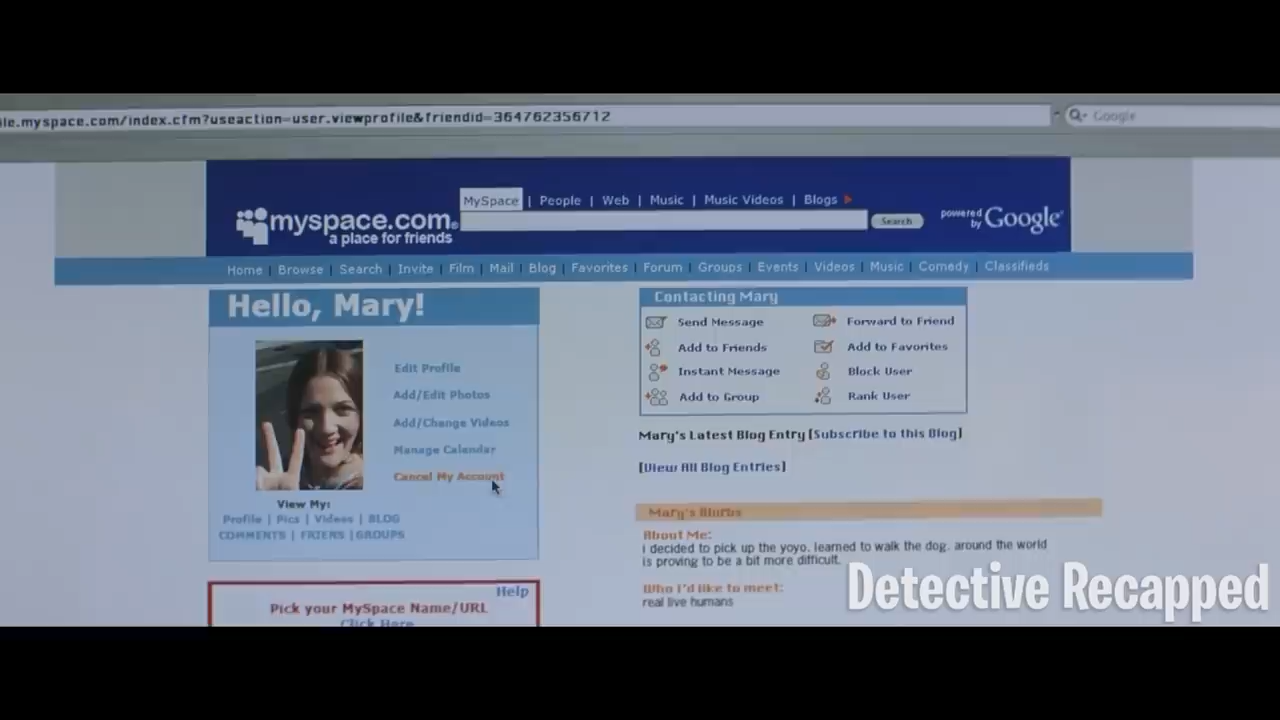 ile.myspace.com/index.cfm?useaction=user.viewprofile&friendid=364762356712
Google
MySpace | People | Web | Music | Music Videos | Blogs
myspace.com®
a place for friends
Search
powered by Google
Home | Browse | Search | Invite | Film | Mail | Blog | Favorites | Forum | Groups | Events | Videos | Music | Comedy | Classifieds
Hello, Mary!
Edit Profile
Add/Edit Photos
Add/Change Videos
Manage Calendar
Cancel My Account
View My:
Profile | Pics | Videos | BLOG
COMMENTS | FRIENS |GROUPS
Help
Pick your MySpace Name/URL
Click Here
Contacting Mary
Send Message
Forward to Friend
Add to Friends
Add to Favorites
Instant Message
Block User
Add to Group
Rank User
Mary's Latest Blog Entry [Subscribe to this Blog]
[View All Blog Entries]
Mary's Blurbs
About Me:
i decided to pick up the yoyo. learned to walk the dog. around the world
is proving to be a bit more difficult.
Who I'd like to meet:
real live humans
Detective Recapped